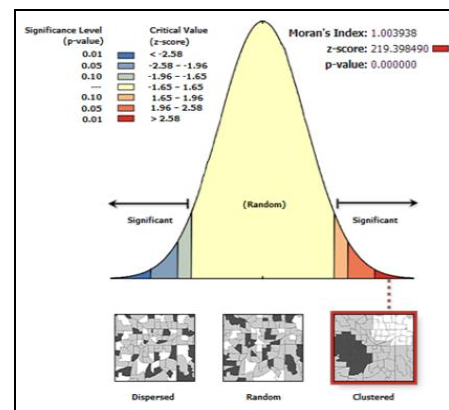 Significance Level
(p-value)
Critical Value
(z-score)
0.01 < -2.58
0.05 -2.58 – -1.96
0.10 -1.96 – -1.65
— -1.65 – 1.65
0.10 1.65 – 1.96
0.05 1.96 – 2.58
0.01 > 2.58
Moran's Index: 1.003938
z-score: 219.398490
p-value: 0.000000
Significant
(Random)
Significant
Dispersed
Random
Clustered